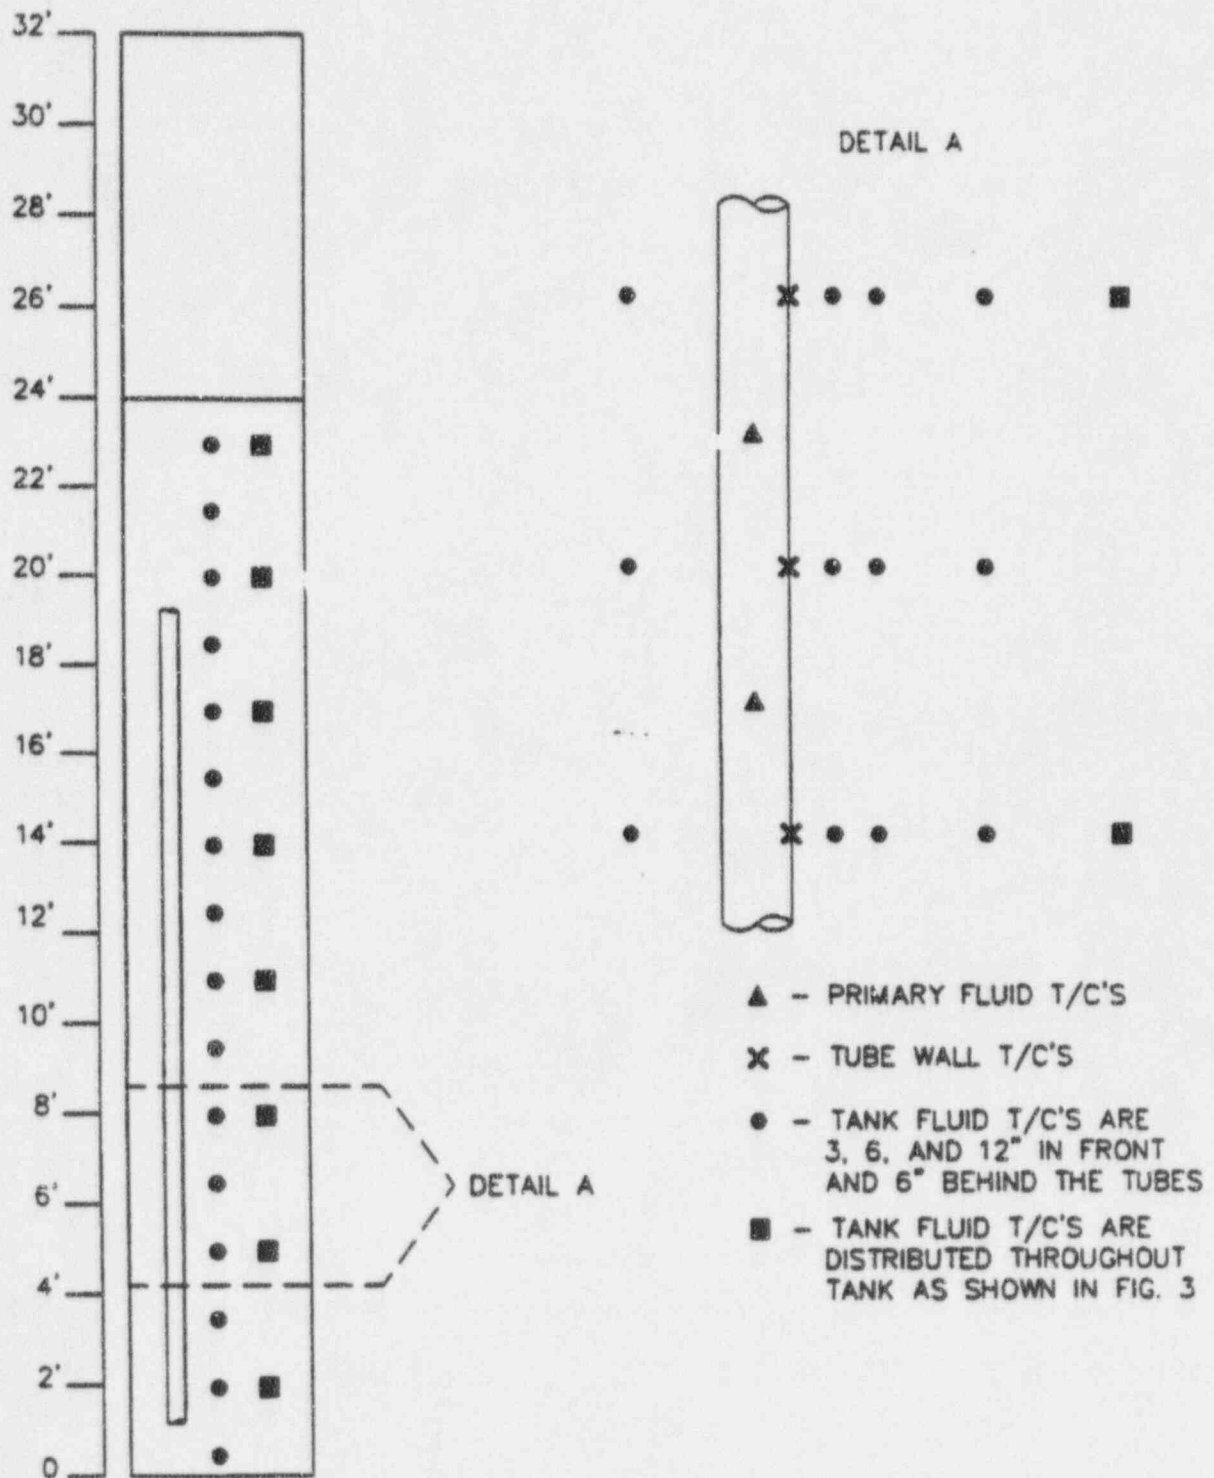 32'
30'
28'
26'
24'
22'
20'
18'
16'
14'
12'
10'
8'
6'
4'
2'
0
DETAIL A
DETAIL A
▲ – PRIMARY FLUID T/C'S
✗ – TUBE WALL T/C'S
● – TANK FLUID T/C'S ARE
3, 6, AND 12" IN FRONT
AND 6" BEHIND THE TUBES
■ – TANK FLUID T/C'S ARE
DISTRIBUTED THROUGHOUT
TANK AS SHOWN IN FIG. 3